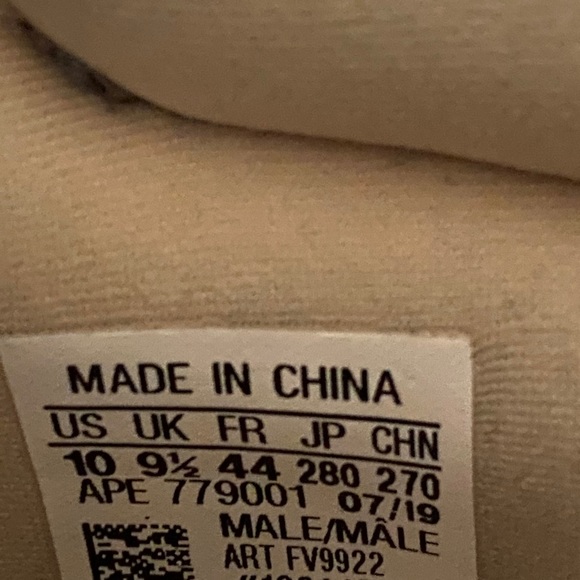 MADE IN CHINA
US UK FR JP CHN
10 9½ 44 280 270
APE 779001 07/19
MALE/MÂLE
ART FV9922